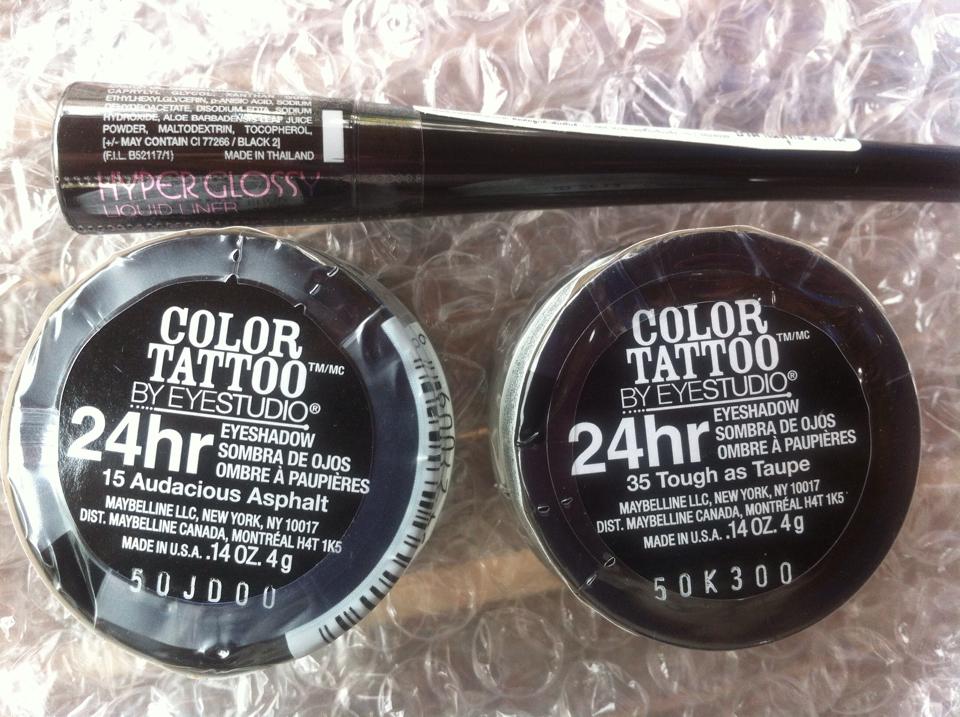 CAPRYLYL GLYCOL, XANTHAN GUM,
ETHYLHEXYLGLYCERIN, p-ANISIC ACID, SODIUM
DEHYDROACETATE, DISODIUM EDTA, SODIUM
HYDROXIDE, ALOE BARBADENSIS LEAF JUICE
POWDER, MALTODEXTRIN, TOCOPHEROL,
[+/- MAY CONTAIN CI 77266 / BLACK 2]
(F.I.L. B52117/1) MADE IN THAILAND
HYPER GLOSSY
LIQUID LINER
COLOR
TATTOO TM/MC
BY EYESTUDIO®
24hr EYESHADOW
SOMBRA DE OJOS
OMBRE À PAUPIÈRES
15 Audacious Asphalt
MAYBELLINE LLC, NEW YORK, NY 10017
DIST. MAYBELLINE CANADA, MONTRÉAL H4T 1K5
MADE IN U.S.A. .14 OZ. 4 g
50JD00
COLOR
TATTOO TM/MC
BY EYESTUDIO®
24hr EYESHADOW
SOMBRA DE OJOS
OMBRE À PAUPIÈRES
35 Tough as Taupe
MAYBELLINE LLC, NEW YORK, NY 10017
DIST. MAYBELLINE CANADA, MONTRÉAL H4T 1K5
MADE IN U.S.A. .14 OZ. 4 g
50K300